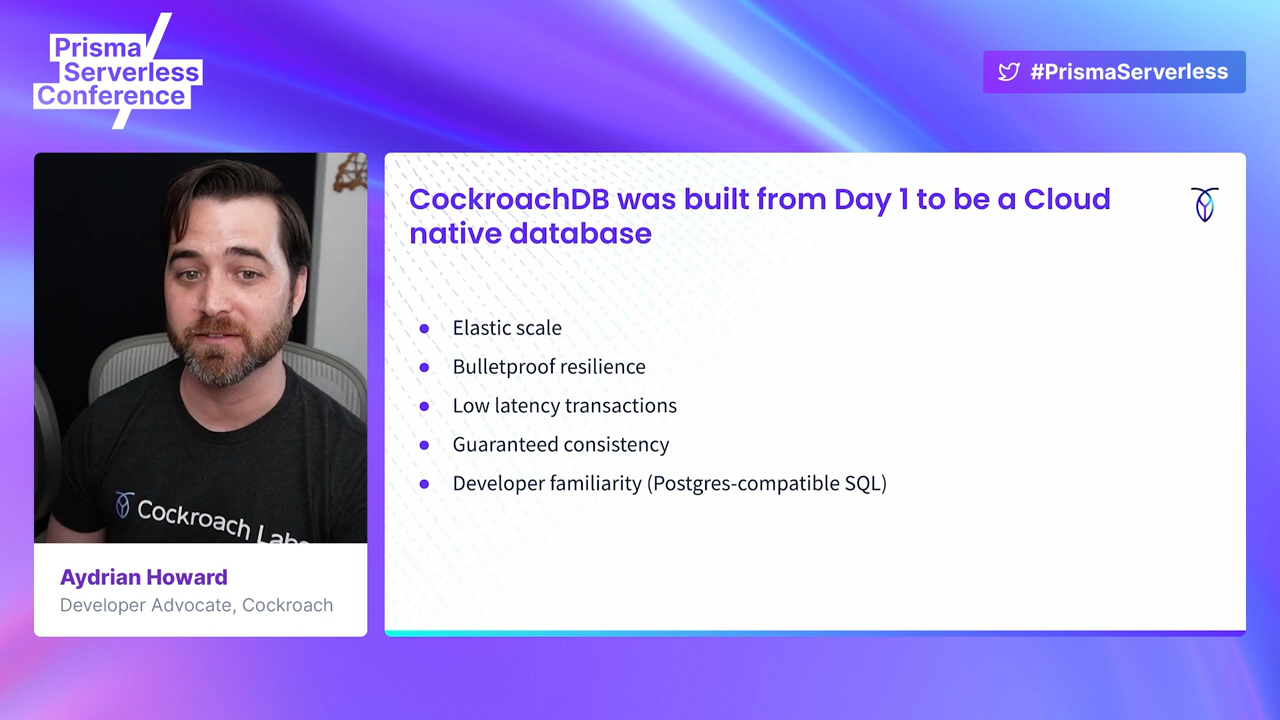 Prisma
Serverless
Conference
#PrismaServerless
CockroachDB was built from Day 1 to be a Cloud
native database
Elastic scale
Bulletproof resilience
Low latency transactions
Guaranteed consistency
Developer familiarity (Postgres-compatible SQL)
Cockroach Labs
Aydrian Howard
Developer Advocate, Cockroach